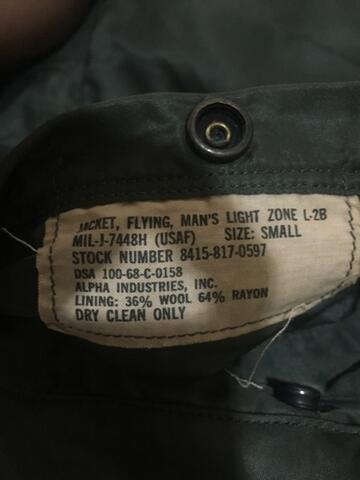 JACKET, FLYING, MAN'S LIGHT ZONE L-2B
MIL-J-7448H (USAF) SIZE: SMALL
STOCK NUMBER 8415-817-0597
DSA 100-68-C-0158
ALPHA INDUSTRIES, INC.
LINING: 36% WOOL 64% RAYON
DRY CLEAN ONLY